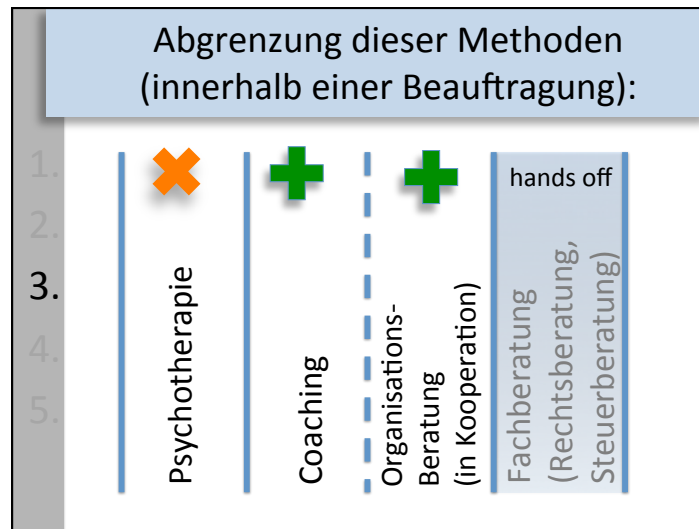 Abgrenzung dieser Methoden
(innerhalb einer Beauftragung):
1.
2.
3.
4.
5.
Psychotherapie
Coaching
Organisations-
Beratung
(in Kooperation)
hands off
Fachberatung
(Rechtsberatung,
Steuerberatung)